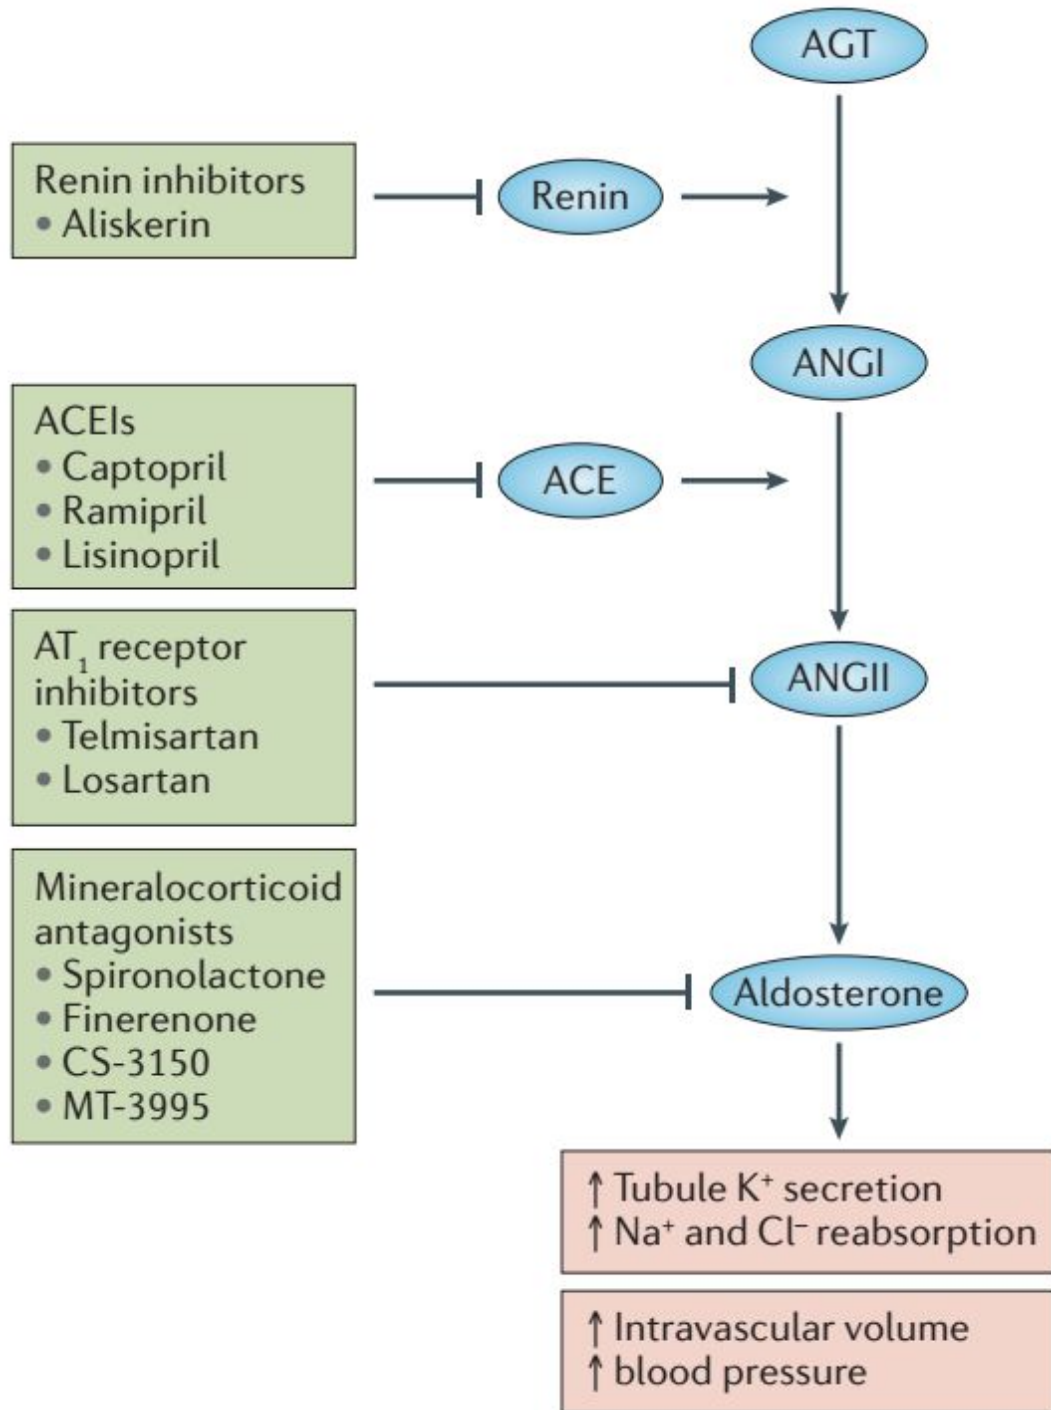 AGT
Renin inhibitors
• Aliskerin
Renin
ANGI
ACEIs
• Captopril
• Ramipril
• Lisinopril
ACE
AT₁ receptor
inhibitors
• Telmisartan
• Losartan
ANGII
Mineralocorticoid
antagonists
• Spironolactone
• Finerenone
• CS-3150
• MT-3995
Aldosterone
↑ Tubule K⁺ secretion
↑ Na⁺ and Cl⁻ reabsorption
↑ Intravascular volume
↑ blood pressure